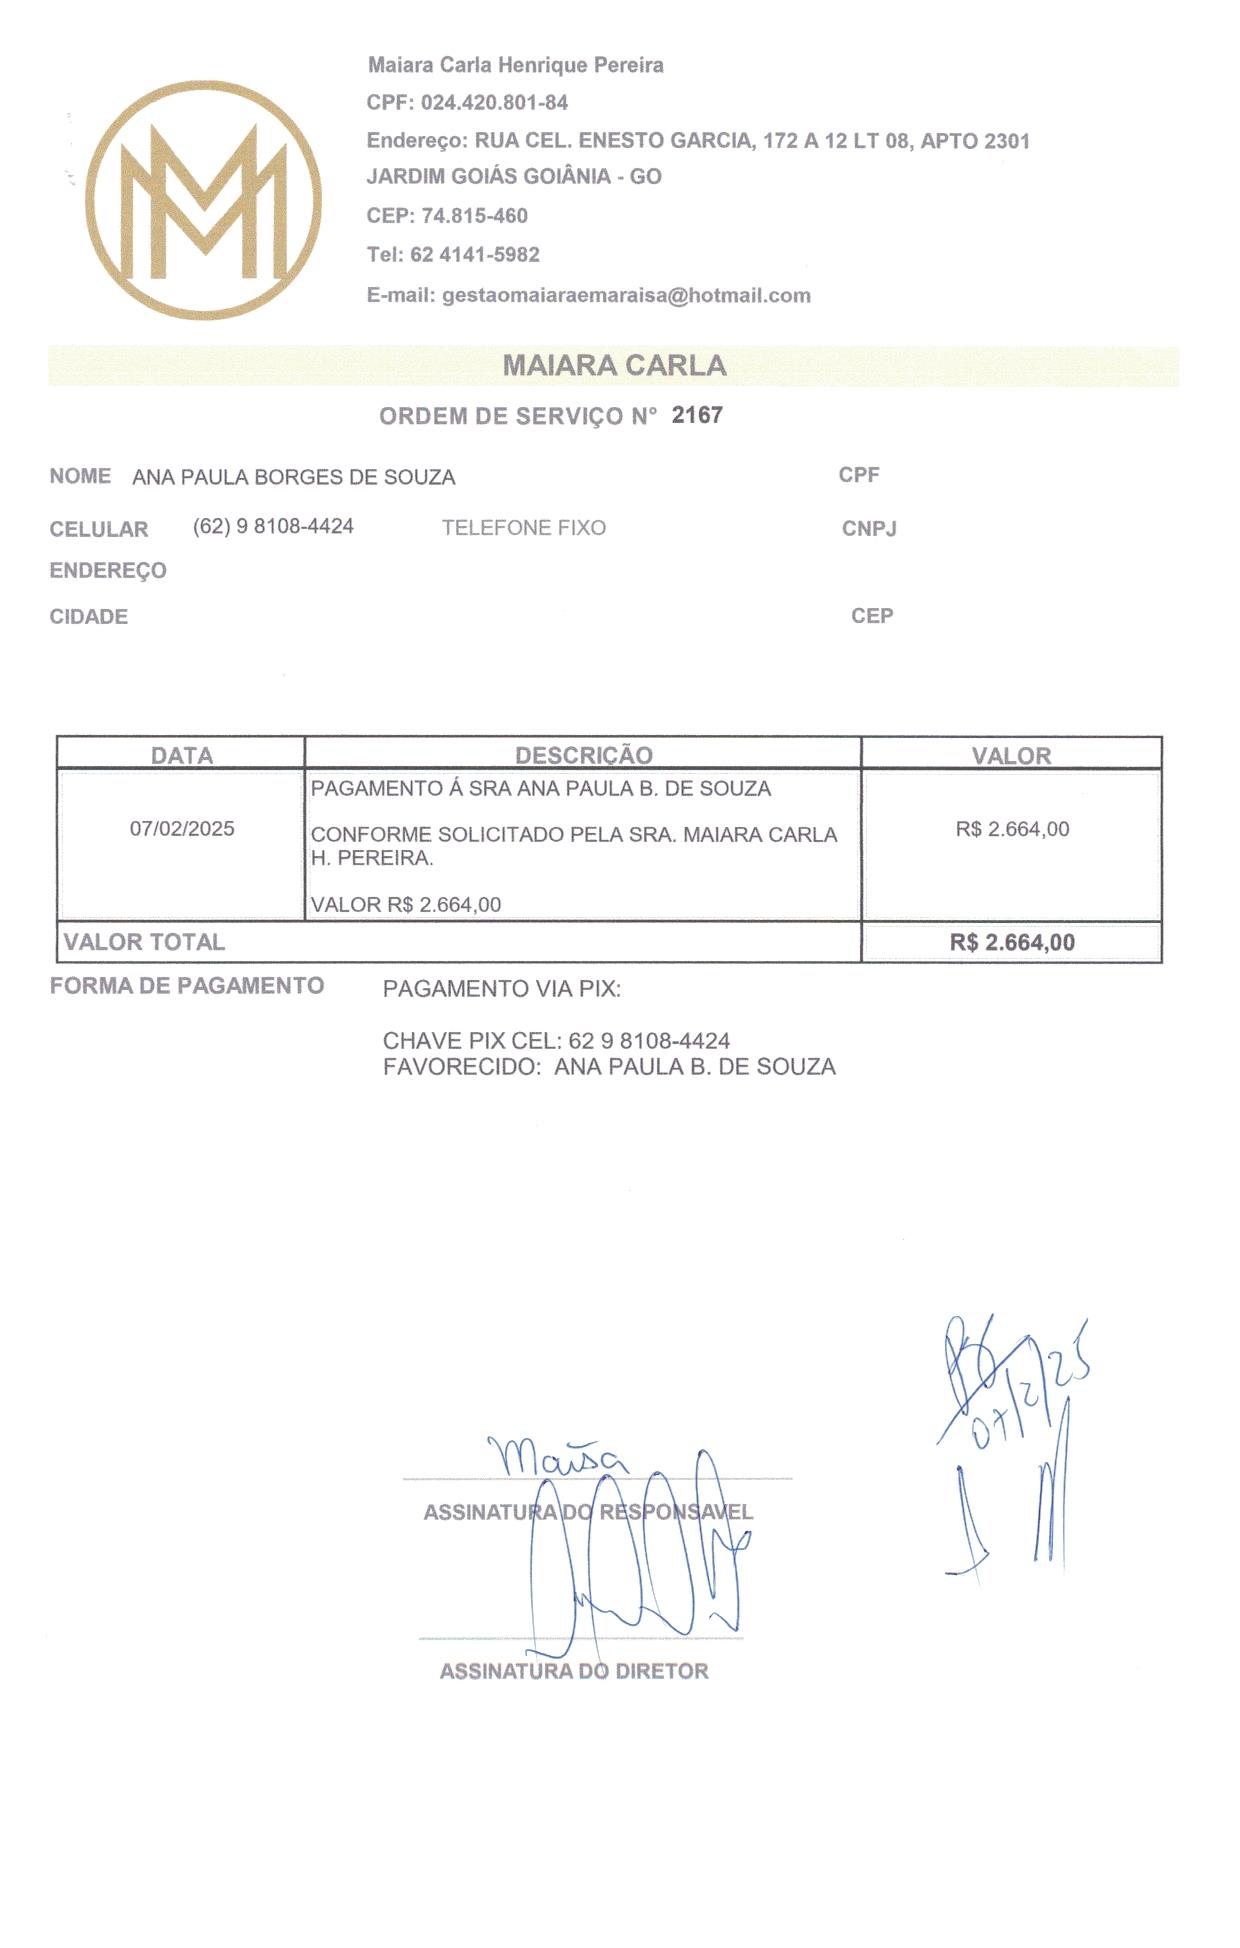 Maiara Carla Henrique Pereira
CPF: 024.420.801-84
Endereço: RUA CEL. ENESTO GARCIA, 172 A 12 LT 08, APTO 2301
JARDIM GOIÁS GOIÂNIA - GO
CEP: 74.815-460
Tel: 62 4141-5982
E-mail: gestaomaiaraemaraisa@hotmail.com
MAIARA CARLA
ORDEM DE SERVIÇO N° 2167
NOME ANA PAULA BORGES DE SOUZA CPF
CELULAR (62) 9 8108-4424 TELEFONE FIXO CNPJ
ENDEREÇO
CIDADE CEP
DATA DESCRIÇÃO VALOR
PAGAMENTO Á SRA ANA PAULA B. DE SOUZA
07/02/2025 CONFORME SOLICITADO PELA SRA. MAIARA CARLA R$ 2.664,00
H. PEREIRA.
VALOR R$ 2.664,00
VALOR TOTAL R$ 2.664,00
FORMA DE PAGAMENTO PAGAMENTO VIA PIX:
CHAVE PIX CEL: 62 9 8108-4424
FAVORECIDO: ANA PAULA B. DE SOUZA
07/2/25
Maísa
ASSINATURA DO RESPONSAVEL
ASSINATURA DO DIRETOR